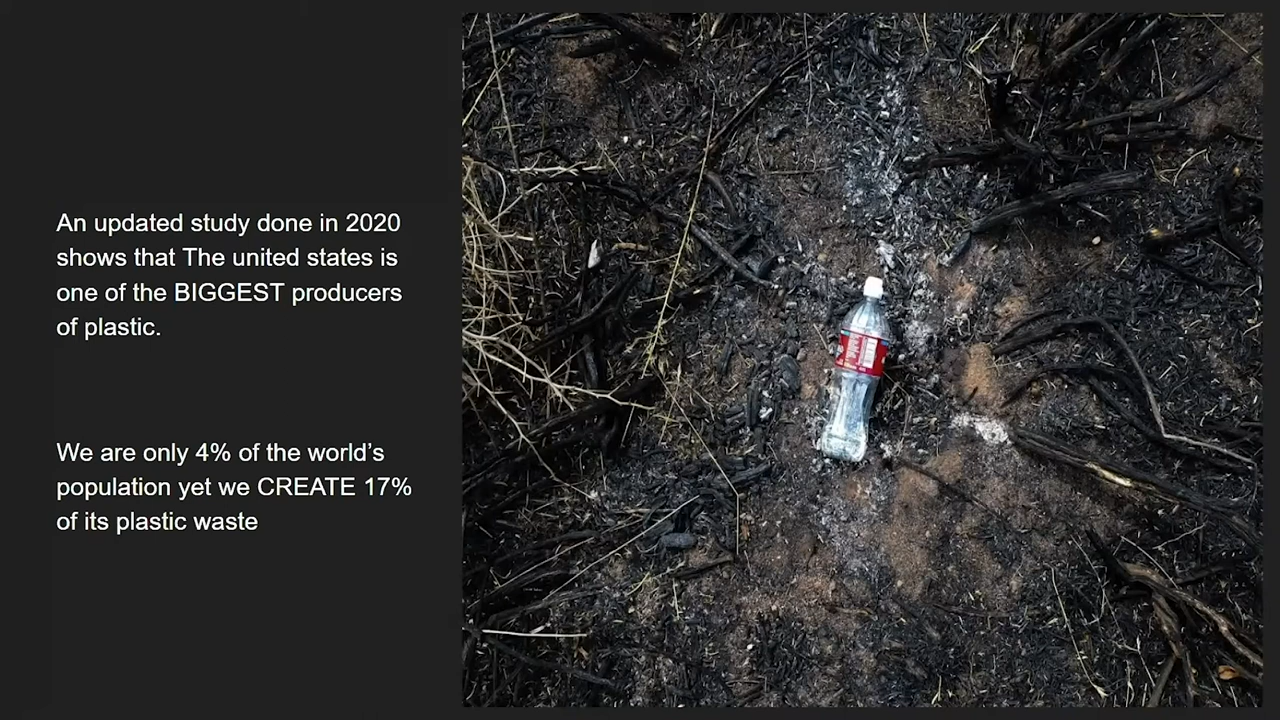 An updated study done in 2020
shows that The united states is
one of the BIGGEST producers
of plastic.
We are only 4% of the world’s
population yet we CREATE 17%
of its plastic waste